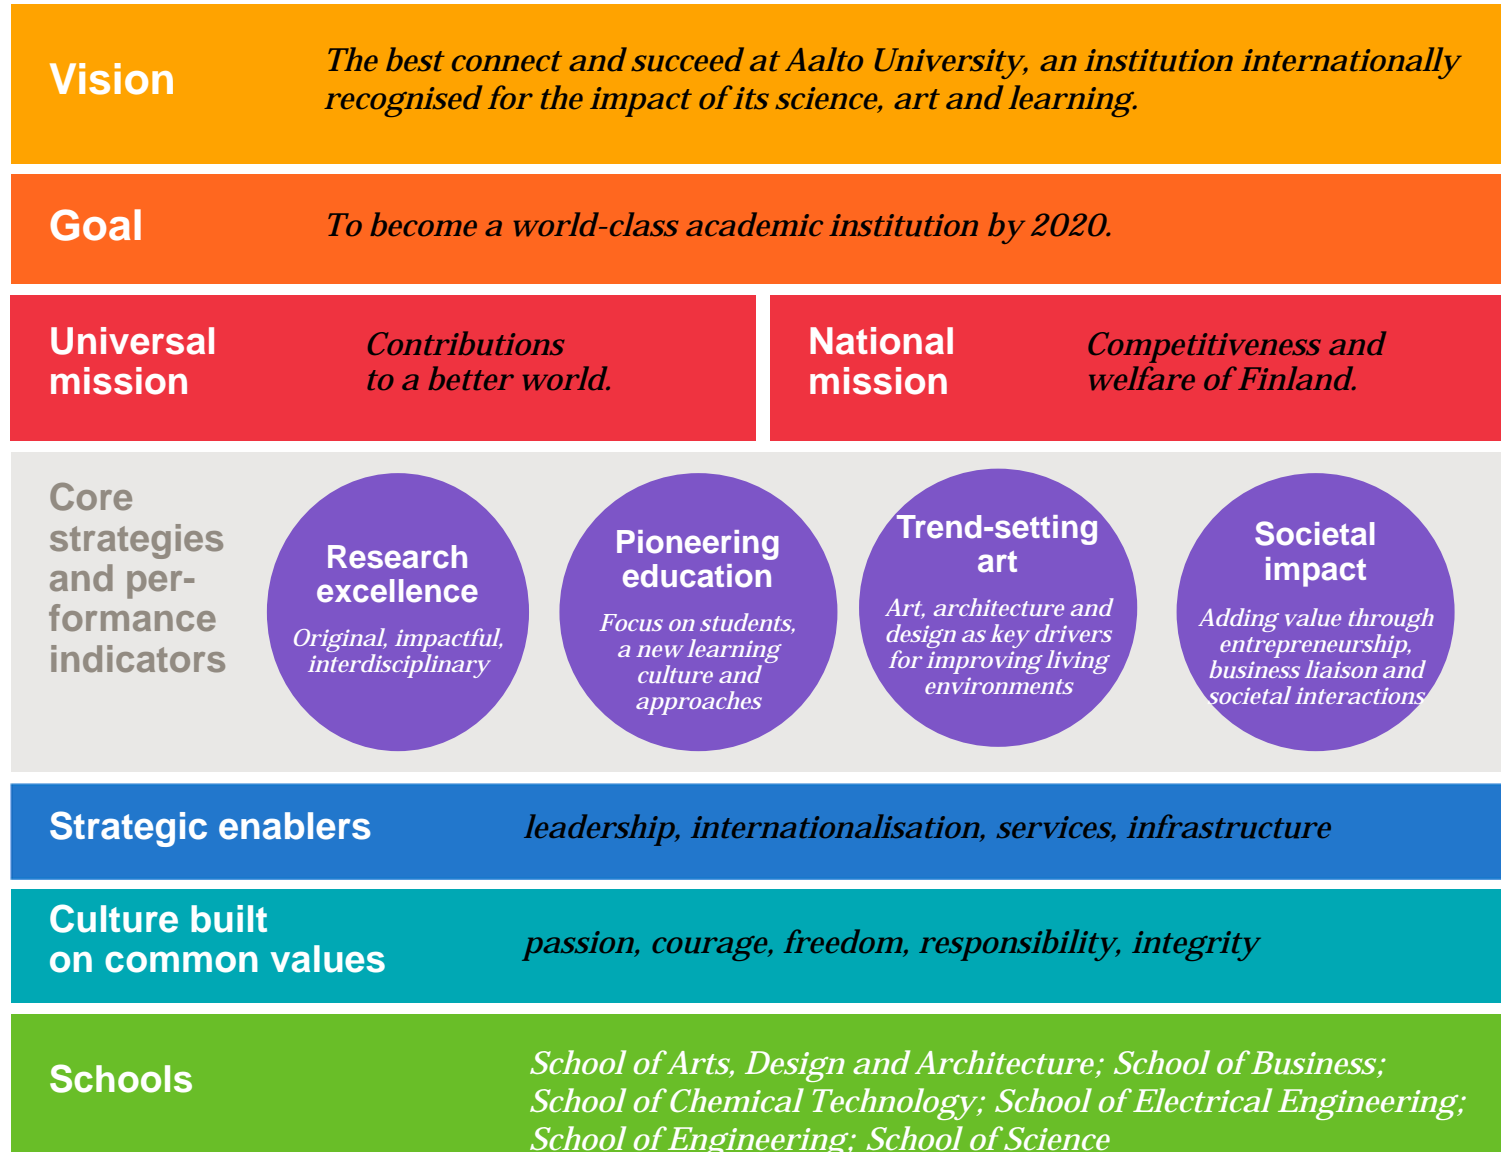 Vision
The best connect and succeed at Aalto University, an institution internationally
recognised for the impact of its science, art and learning.
Goal
To become a world-class academic institution by 2020.
Universal
mission
Contributions
to a better world.
National
mission
Competitiveness and
welfare of Finland.
Core
strategies
and per-
formance
indicators
Research
excellence
Original, impactful,
interdisciplinary
Pioneering
education
Focus on students,
a new learning
culture and
approaches
Trend-setting
art
Art, architecture and
design as key drivers
for improving living
environments
Societal
impact
Adding value through
entrepreneurship,
business liaison and
societal interactions
Strategic enablers
leadership, internationalisation, services, infrastructure
Culture built
on common values
passion, courage, freedom, responsibility, integrity
Schools
School of Arts, Design and Architecture; School of Business;
School of Chemical Technology; School of Electrical Engineering;
School of Engineering; School of Science